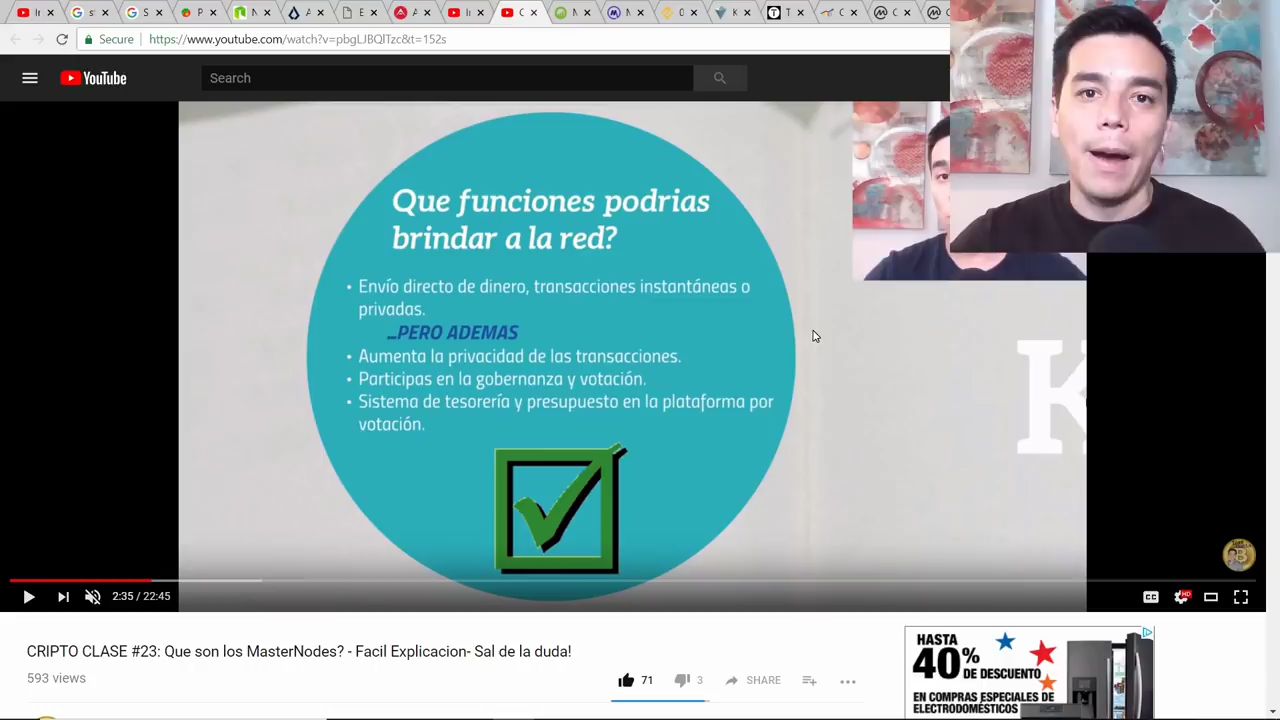 Secure
https://www.youtube.com/watch?v=pbgLJBQlTzc&t=152s
YouTube
Search
Que funciones podrias
brindar a la red?
• Envío directo de dinero, transacciones instantáneas o
privadas.
...PERO ADEMAS
• Aumenta la privacidad de las transacciones.
• Participas en la gobernanza y votación.
• Sistema de tesorería y presupuesto en la plataforma por
votación.
K
2:35 / 22:45
CC
HD
CRIPTO CLASE #23: Que son los MasterNodes? - Facil Explicacion- Sal de la duda!
593 views
71
3
SHARE
HASTA
40%
DE DESCUENTO
EN COMPRAS ESPECIALES DE
ELECTRODOMÉSTICOS